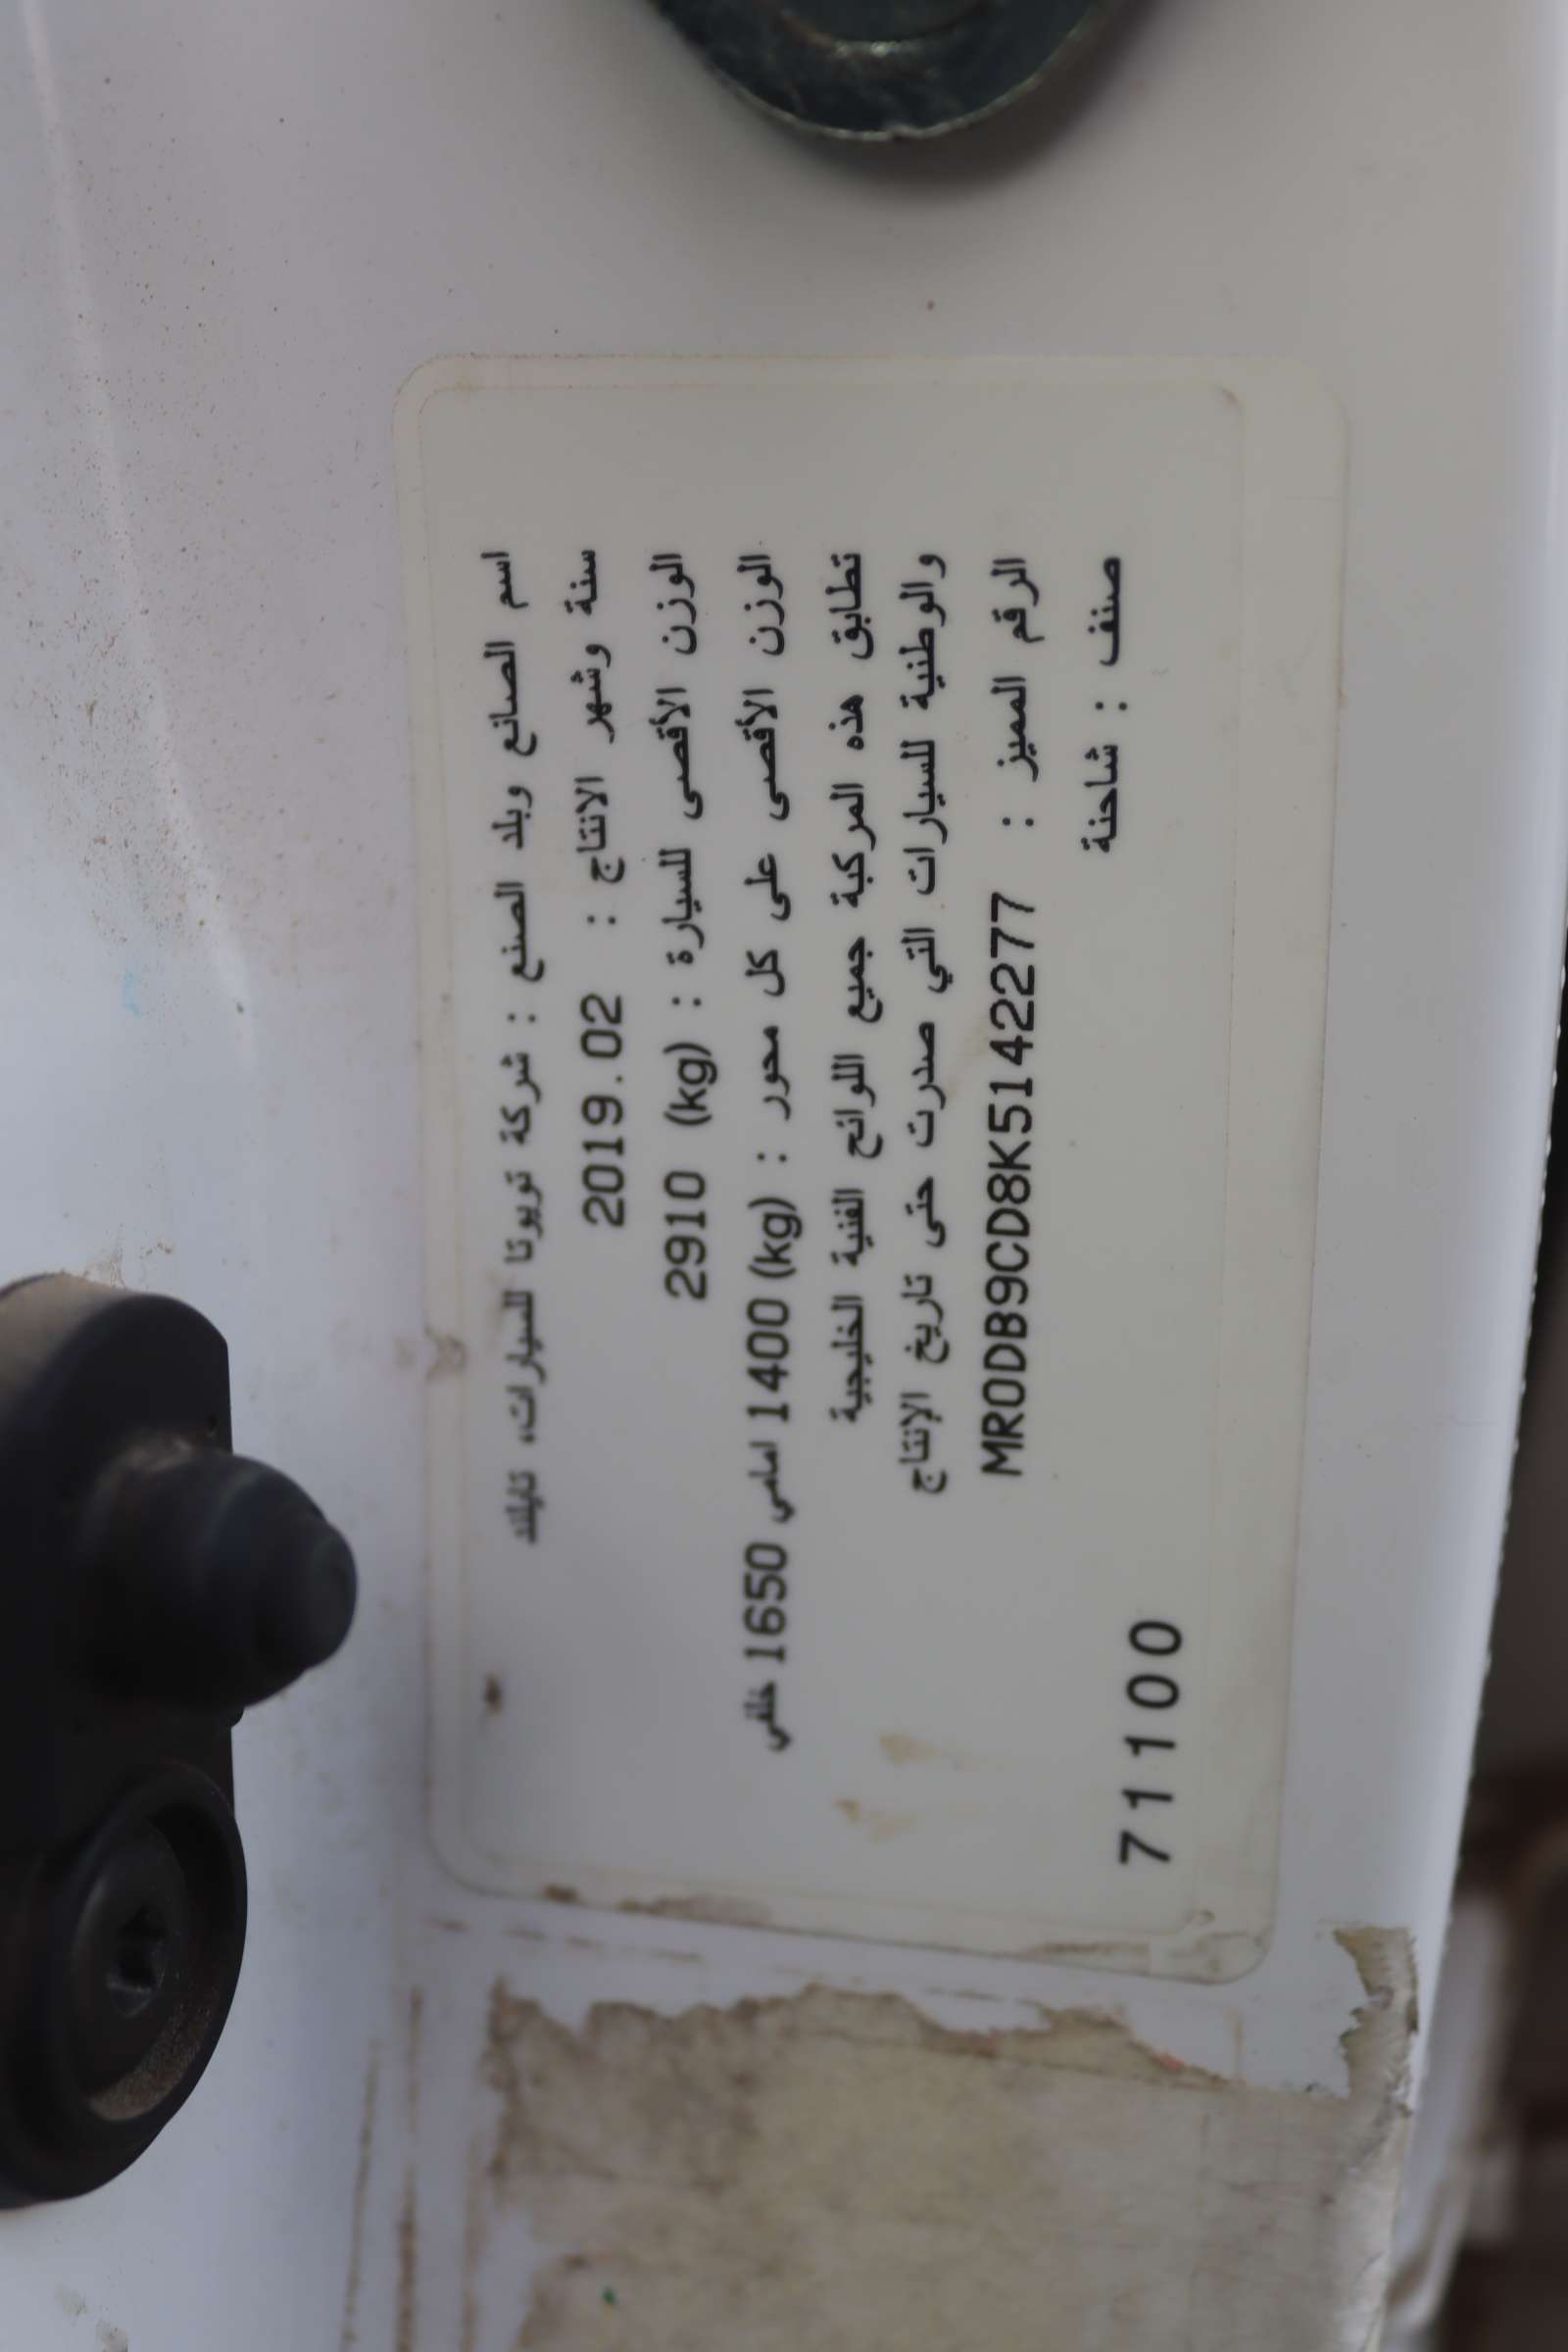 اسم الصانع وبلد الصنع : شركة تويوتا للسيارات، تايلند
سنة وشهر الانتاج : 2019.02
الوزن الأقصى للسيارة : (kg) 2910
الوزن الأقصى على كل محور : (kg) 1400 امامي 1650 خلفي
تطابق هذه المركبة جميع اللوائح الفنية الخليجية
والوطنية للسيارات التي صدرت حتى تاريخ الإنتاج
الرقم المميز : MR0DB9CD8K5142277
صنف : شاحنة
71100